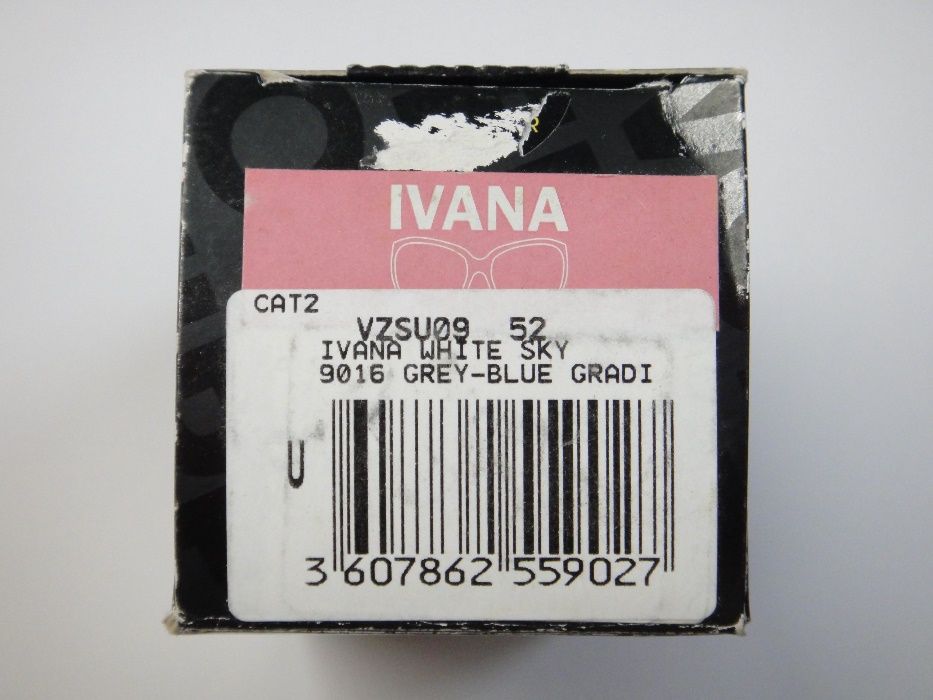 R
IVANA
CAT2
VZSU09 52
IVANA WHITE SKY
9016 GREY-BLUE GRADI
U
3 607862 559027